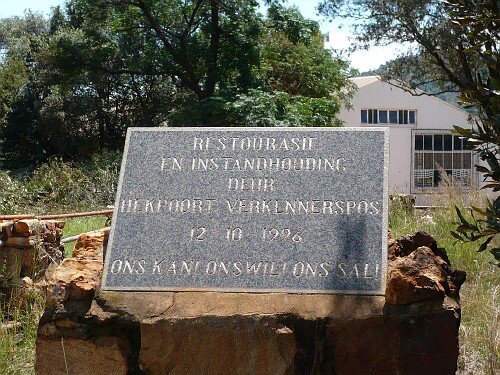 RESTOURASIE
EN INSTANDHOUDING
DEUR
HEKPOORT VERKENNERSPOS
12 10 1996
ONS KAN! ONS WIL! ONS SAL!